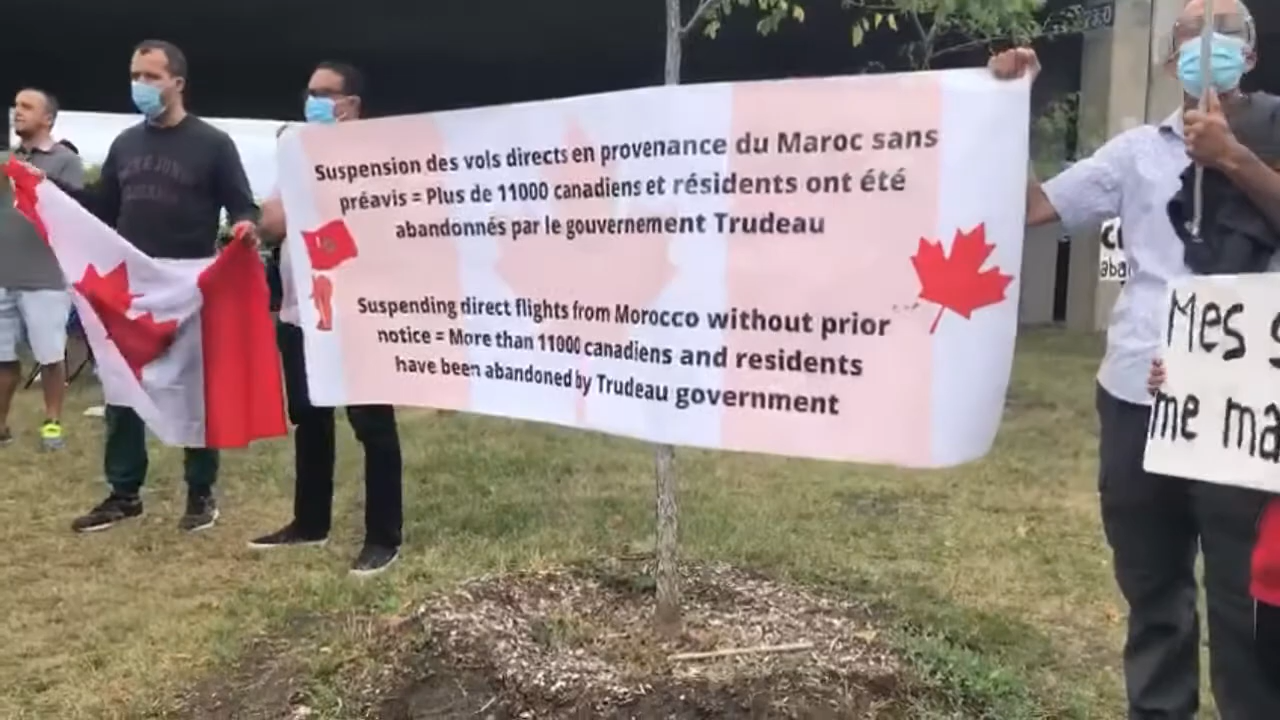 Suspension des vols directs en provenance du Maroc sans
préavis = Plus de 11000 canadiens et résidents ont été
abandonnés par le gouvernement Trudeau
Suspending direct flights from Morocco without prior
notice = More than 11000 canadiens and residents
have been abandoned by Trudeau government
Mes
me